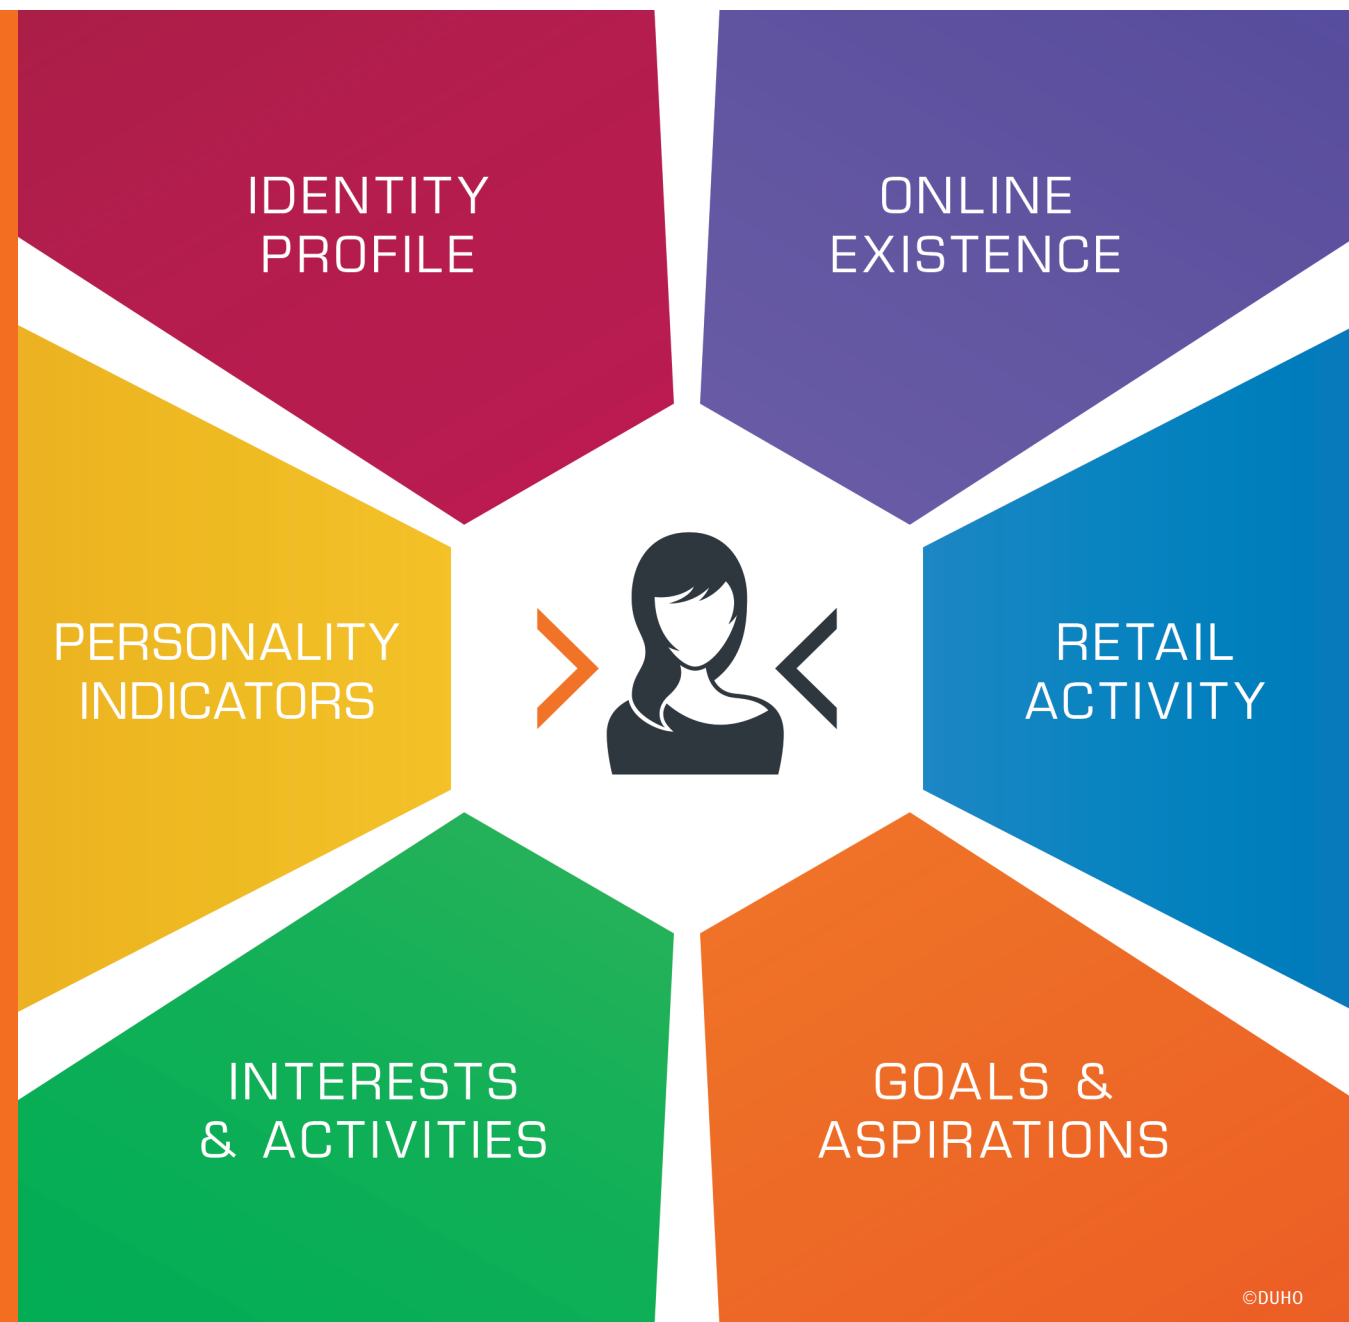 IDENTITY
PROFILE
ONLINE
EXISTENCE
PERSONALITY
INDICATORS
RETAIL
ACTIVITY
INTERESTS
& ACTIVITIES
GOALS &
ASPIRATIONS
©DUHO